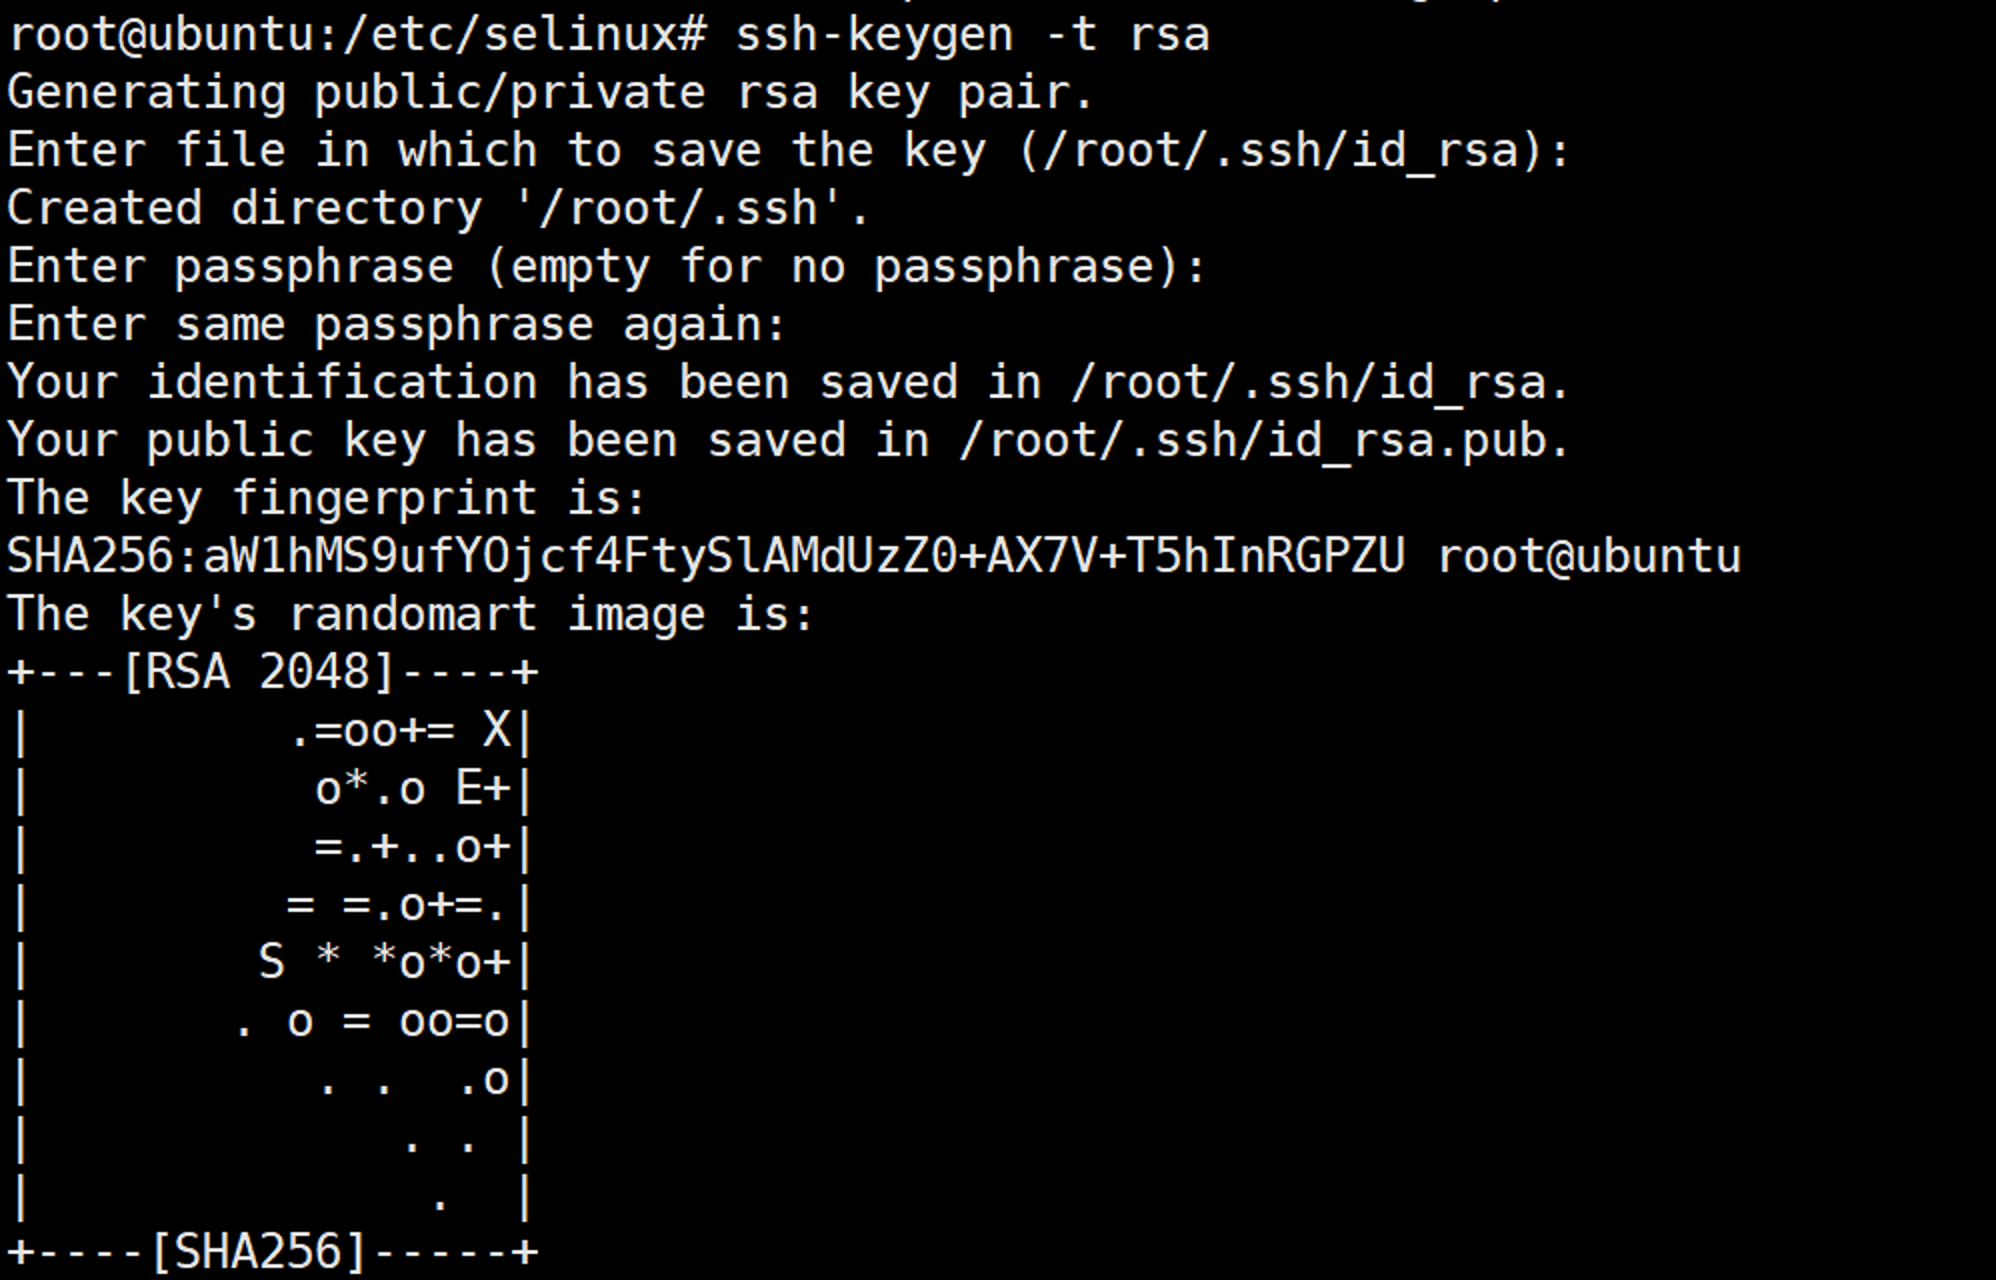 root@ubuntu:/etc/selinux# ssh-keygen -t rsa
Generating public/private rsa key pair.
Enter file in which to save the key (/root/.ssh/id_rsa):
Created directory '/root/.ssh'.
Enter passphrase (empty for no passphrase):
Enter same passphrase again:
Your identification has been saved in /root/.ssh/id_rsa.
Your public key has been saved in /root/.ssh/id_rsa.pub.
The key fingerprint is:
SHA256:aW1hMS9ufYOjcf4FtySlAMdUzZ0+AX7V+T5hInRGPZU root@ubuntu
The key's randomart image is:
+---[RSA 2048]----+
|         .=oo+= X|
|          o*.o E+|
|          =.+..o+|
|         = =.o+=.|
|        S * *o*o+|
|       . o = oo=o|
|          . .  .o|
|             . . |
|              .  |
+----[SHA256]-----+